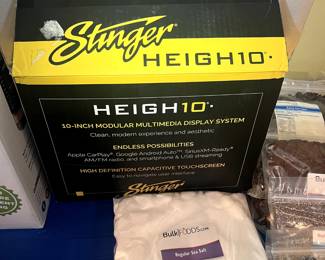 Stinger
HEIGH10
HEIGH10
10-INCH MODULAR MULTIMEDIA DISPLAY SYSTEM
Clean, modern experience and aesthetic
ENDLESS POSSIBILITIES
Apple CarPlay®, Google Android Auto™, SiriusXM-Ready®
AM/FM radio, and smartphone & USB streaming
HIGH DEFINITION CAPACITIVE TOUCHSCREEN
Easy to navigate user interface
Stinger
BulkFoods.com
Regular Sea Salt